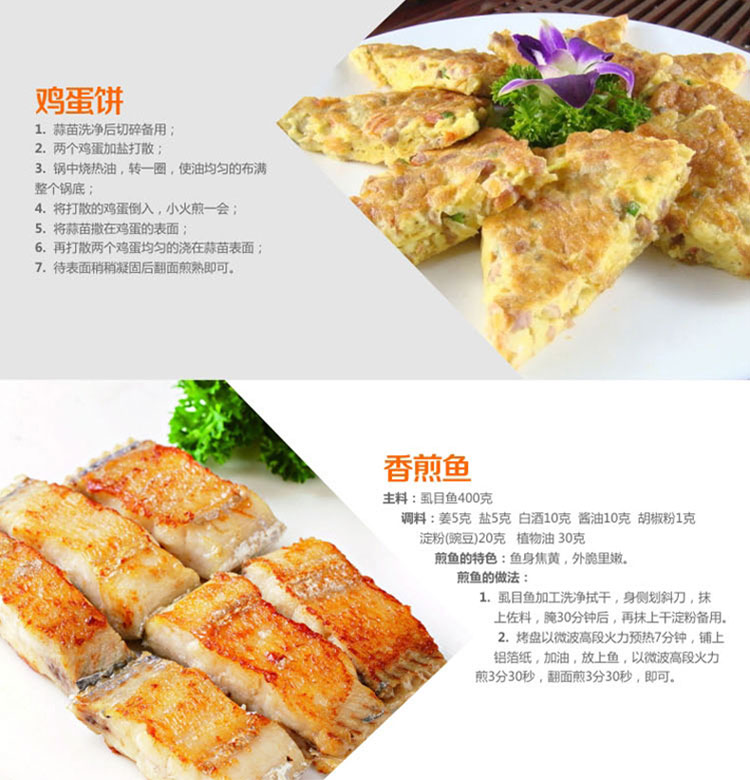 鸡蛋饼
1. 蒜苗洗净后切碎备用；
2. 两个鸡蛋加盐打散；
3. 锅中烧热油，转一圈，使油均匀的布满
整个锅底；
4. 将打散的鸡蛋倒入，小火煎一会；
5. 将蒜苗撒在鸡蛋的表面；
6. 再打散两个鸡蛋均匀的浇在蒜苗表面；
7. 待表面稍稍凝固后翻面煎熟即可。
香煎鱼
主料：虱目鱼400克
调料：姜5克 盐5克 白酒10克 酱油10克 胡椒粉1克
淀粉(豌豆)20克 植物油 30克
煎鱼的特色：鱼身焦黄，外脆里嫩。
煎鱼的做法：
1. 虱目鱼加工洗净拭干，身侧划斜刀，抹
上佐料，腌30分钟后，再抹上干淀粉备用。
2. 烤盘以微波高段火力预热7分钟，铺上
铝箔纸，加油，放上鱼，以微波高段火力
煎3分30秒，翻面煎3分30秒，即可。